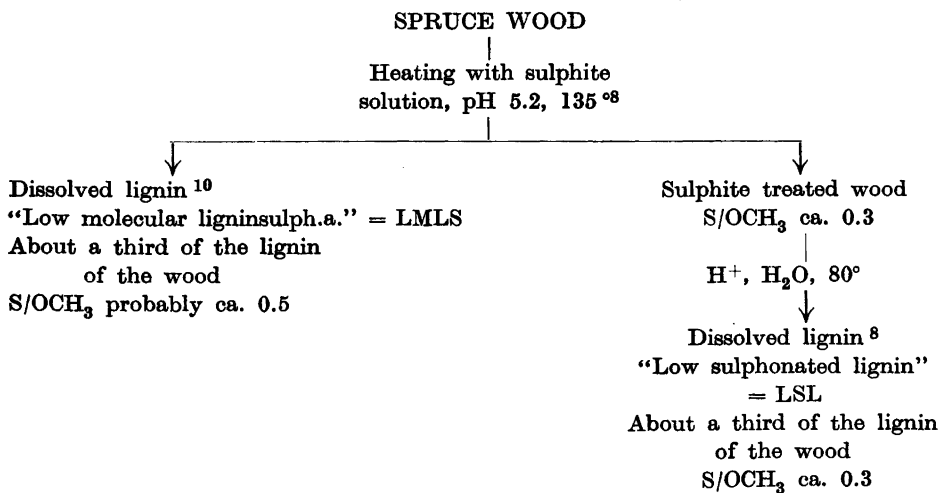 SPRUCE WOOD
Heating with sulphite
solution, pH 5.2, 135 °⁸
Dissolved lignin ¹⁰
“Low molecular ligninsulph.a.” = LMLS
About a third of the lignin
of the wood
S/OCH₃ probably ca. 0.5
Sulphite treated wood
S/OCH₃ ca. 0.3
H⁺, H₂O, 80°
Dissolved lignin ⁸
“Low sulphonated lignin”
= LSL
About a third of the lignin
of the wood
S/OCH₃ ca. 0.3